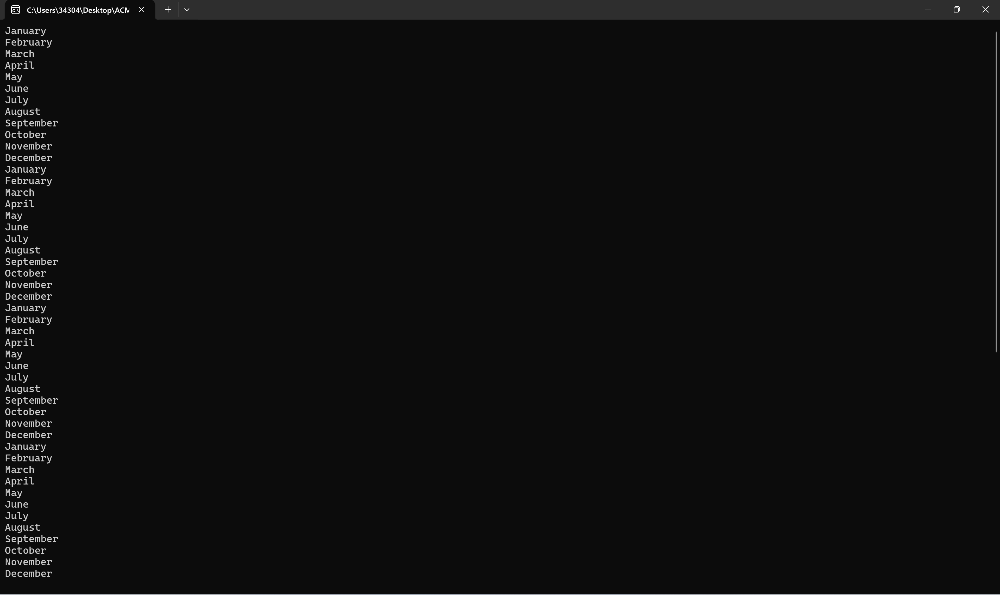 C:\Users\34304\Desktop\ACM
January
February
March
April
May
June
July
August
September
October
November
December
January
February
March
April
May
June
July
August
September
October
November
December
January
February
March
April
May
June
July
August
September
October
November
December
January
February
March
April
May
June
July
August
September
October
November
December